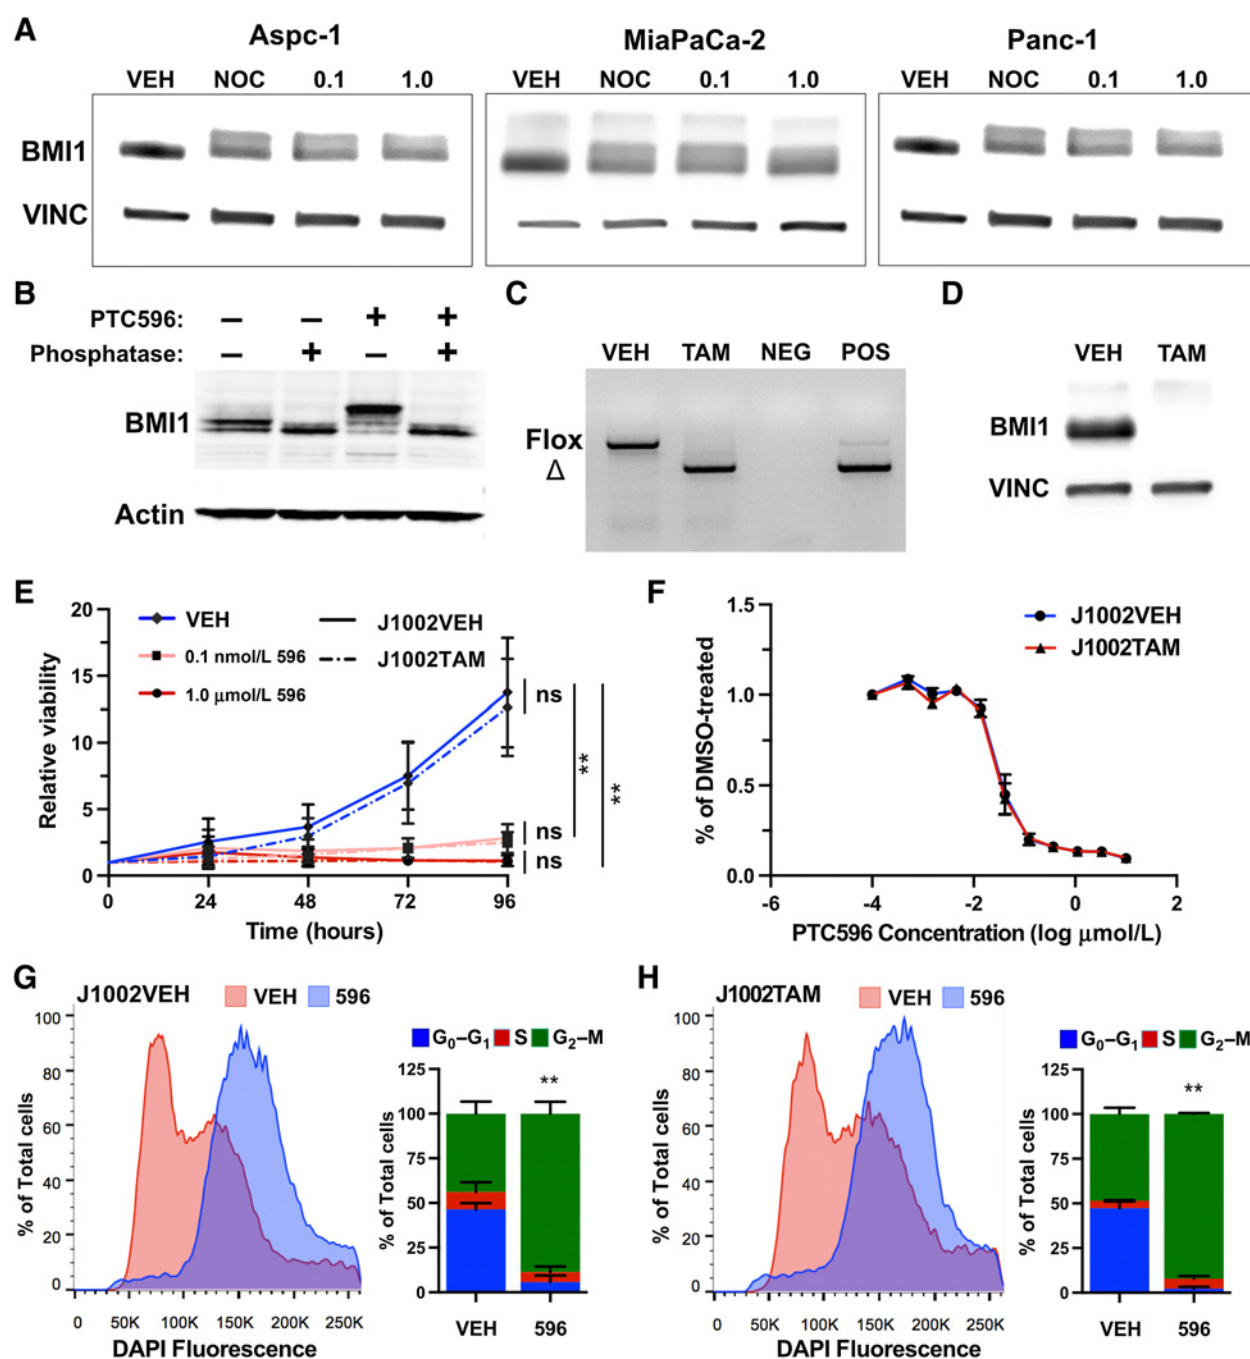 A
Aspc-1
MiaPaCa-2
Panc-1
VEH NOC 0.1 1.0
VEH NOC 0.1 1.0
VEH NOC 0.1 1.0
BMI1
VINC
B
PTC596: – – + +
Phosphatase: – + – +
BMI1
Actin
C
VEH TAM NEG POS
Flox
Δ
D
VEH TAM
BMI1
VINC
E
Relative viability
20
15
10
5
0
VEH
0.1 nmol/L 596
1.0 μmol/L 596
J1002VEH
J1002TAM
ns
ns
ns
**
**
0 24 48 72 96
Time (hours)
F
% of DMSO-treated
1.5
1.0
0.5
0.0
J1002VEH
J1002TAM
-6 -4 -2 0 2
PTC596 Concentration (log μmol/L)
G
J1002VEH
VEH 596
% of Total cells
100
80
60
40
20
0
0 50K 100K 150K 200K 250K
DAPI Fluorescence
G₀–G₁ S G₂–M
% of Total cells
125
100
75
50
25
0
**
VEH 596
H
J1002TAM
VEH 596
% of Total cells
100
80
60
40
20
0
0 50K 100K 150K 200K 250K
DAPI Fluorescence
G₀–G₁ S G₂–M
% of Total cells
125
100
75
50
25
0
**
VEH 596